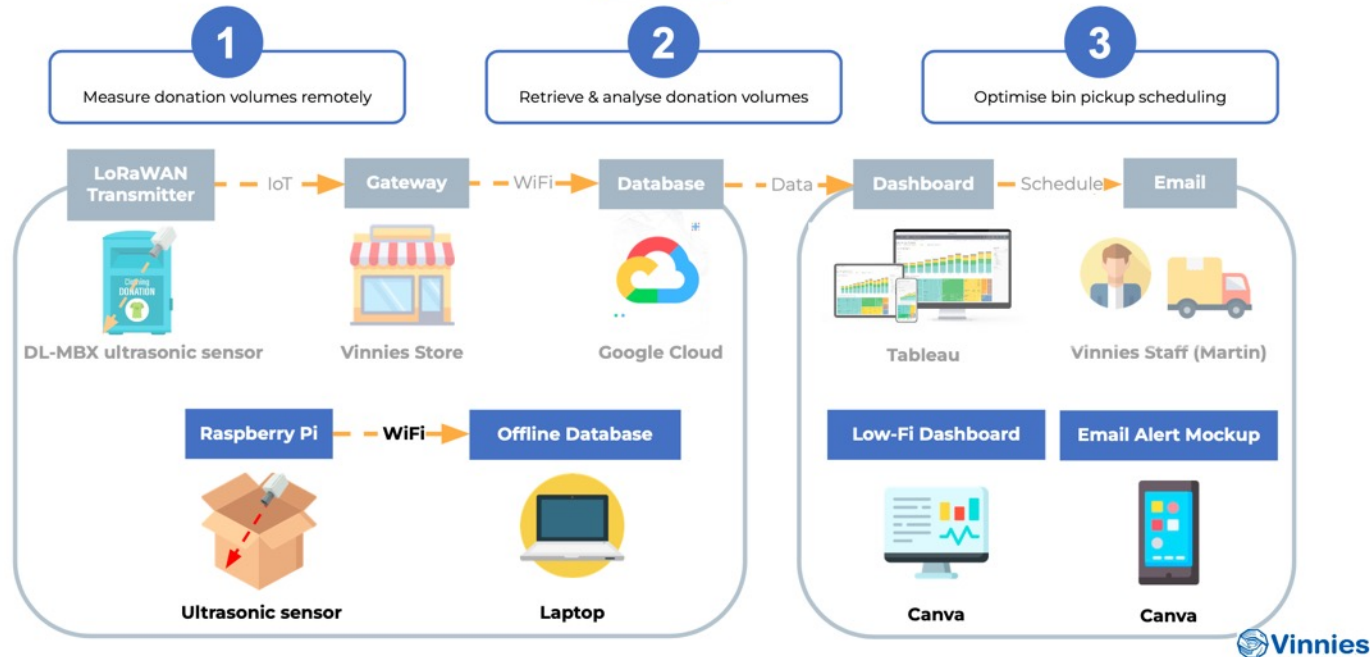 1
Measure donation volumes remotely
2
Retrieve & analyse donation volumes
3
Optimise bin pickup scheduling
LoRaWAN
Transmitter
IoT
Gateway
WiFi
Database
Data
Dashboard
Schedule
Email
Clothing
DONATION
DL-MBX ultrasonic sensor
Vinnies Store
Google Cloud
Tableau
Vinnies Staff (Martin)
Raspberry Pi
WiFi
Offline Database
Low-Fi Dashboard
Email Alert Mockup
Ultrasonic sensor
Laptop
Canva
Canva
Vinnies